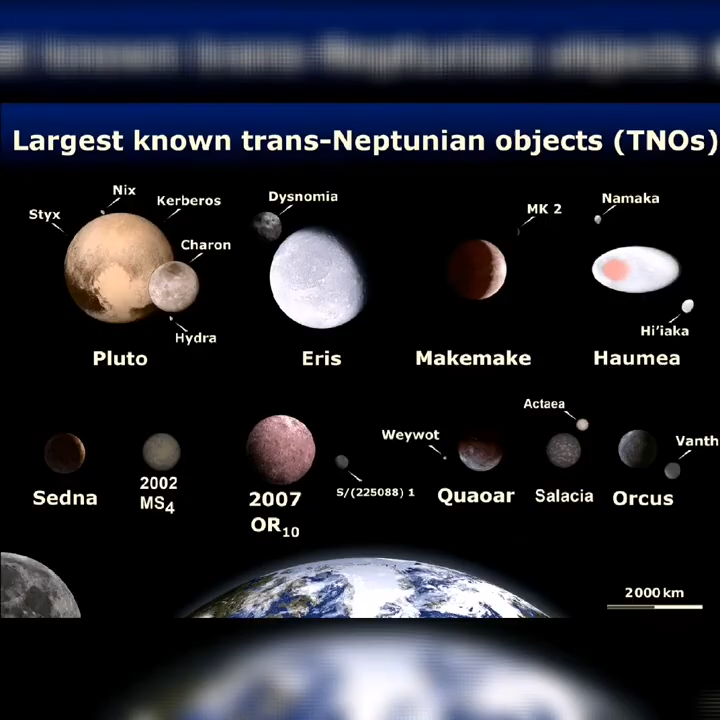 Largest known trans-Neptunian objects (TNOs)
Nix
Styx
Kerberos
Charon
Hydra
Pluto
Dysnomia
Eris
MK 2
Makemake
Namaka
Hi'iaka
Haumea
Sedna
2002
MS4
2007
OR10
S/(225088) 1
Weywot
Quaoar
Actaea
Salacia
Vanth
Orcus
2000 km